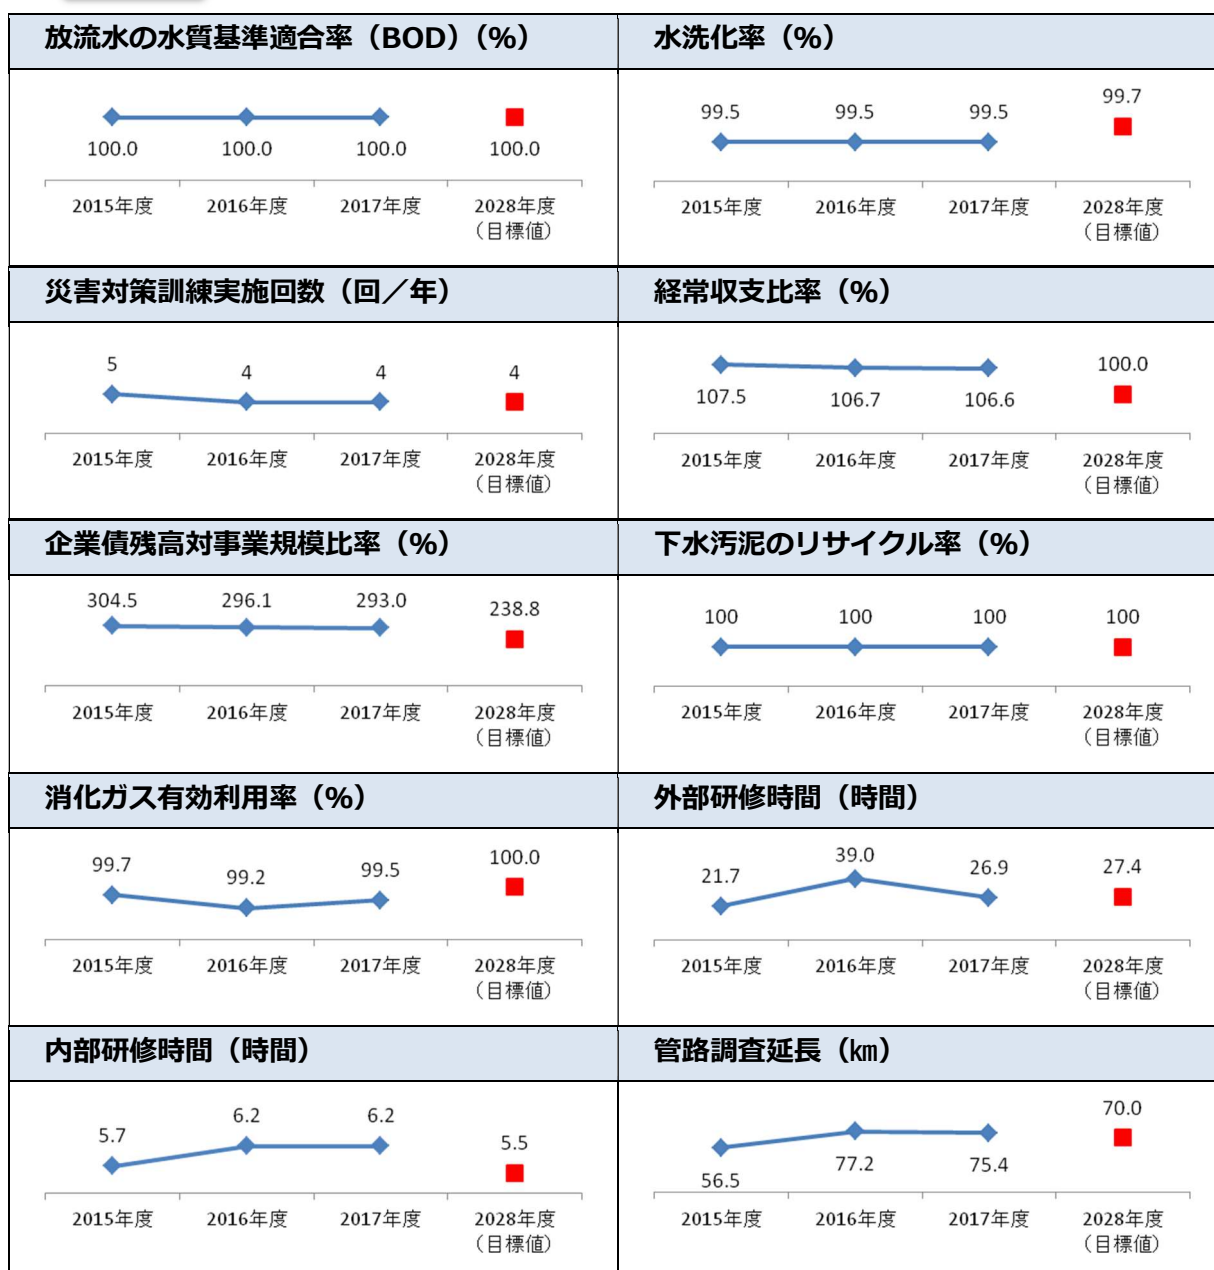 放流水の水質基準適合率（BOD）（%）
100.0 100.0 100.0 100.0
2015年度 2016年度 2017年度 2028年度
（目標値）
水洗化率（%）
99.5 99.5 99.5 99.7
2015年度 2016年度 2017年度 2028年度
（目標値）
災害対策訓練実施回数（回／年）
5 4 4 4
2015年度 2016年度 2017年度 2028年度
（目標値）
経常収支比率（%）
107.5 106.7 106.6 100.0
2015年度 2016年度 2017年度 2028年度
（目標値）
企業債残高対事業規模比率（%）
304.5 296.1 293.0 238.8
2015年度 2016年度 2017年度 2028年度
（目標値）
下水汚泥のリサイクル率（%）
100 100 100 100
2015年度 2016年度 2017年度 2028年度
（目標値）
消化ガス有効利用率（%）
99.7 99.2 99.5 100.0
2015年度 2016年度 2017年度 2028年度
（目標値）
外部研修時間（時間）
21.7 39.0 26.9 27.4
2015年度 2016年度 2017年度 2028年度
（目標値）
内部研修時間（時間）
5.7 6.2 6.2 5.5
2015年度 2016年度 2017年度 2028年度
（目標値）
管路調査延長（㎞）
56.5 77.2 75.4 70.0
2015年度 2016年度 2017年度 2028年度
（目標値）